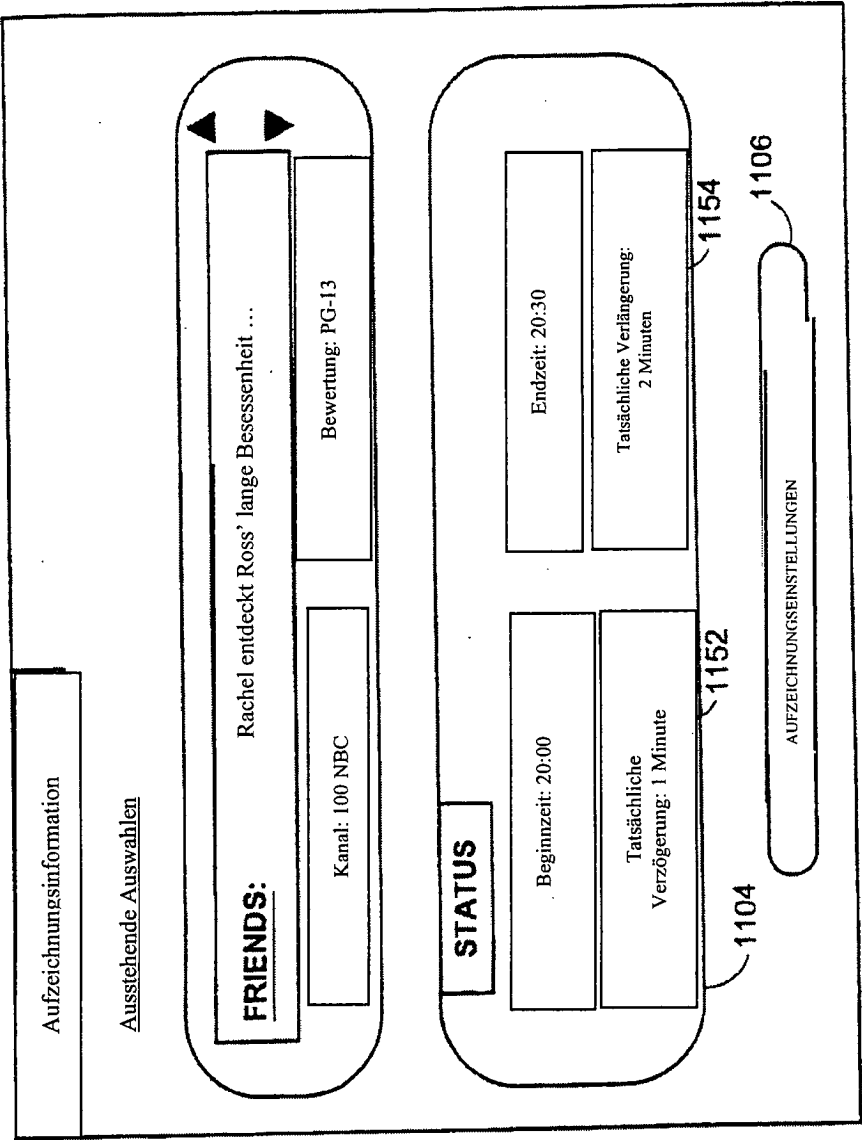 Aufzeichnungsinformation
Ausstehende Auswahlen
FRIENDS: Rachel entdeckt Ross' lange Besessenheit ...
Kanal: 100 NBC
Bewertung: PG-13
STATUS
Beginnzeit: 20:00
Endzeit: 20:30
Tatsächliche
Verzögerung: 1 Minute
Tatsächliche Verlängerung:
2 Minuten
1104
1152
1154
AUFZEICHNUNGSEINSTELLUNGEN
1106